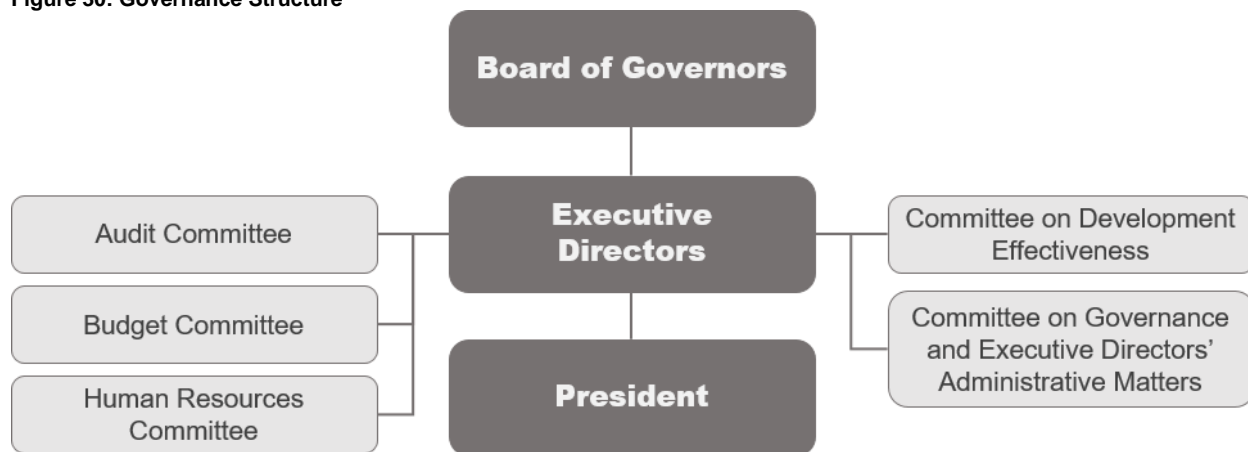 Figure 30: Governance Structure
Board of Governors
Executive
Directors
President
Audit Committee
Budget Committee
Human Resources
Committee
Committee on Development
Effectiveness
Committee on Governance
and Executive Directors’
Administrative Matters